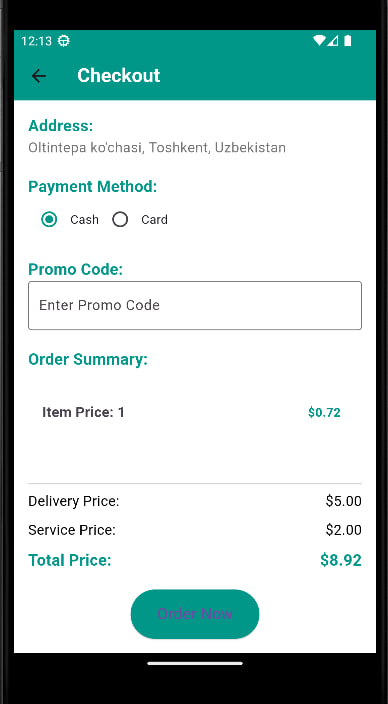 12:13
Checkout
Address:
Oltintepa ko'chasi, Toshkent, Uzbekistan
Payment Method:
Cash Card
Promo Code:
Enter Promo Code
Order Summary:
Item Price: 1 $0.72
Delivery Price: $5.00
Service Price: $2.00
Total Price: $8.92
Order Now